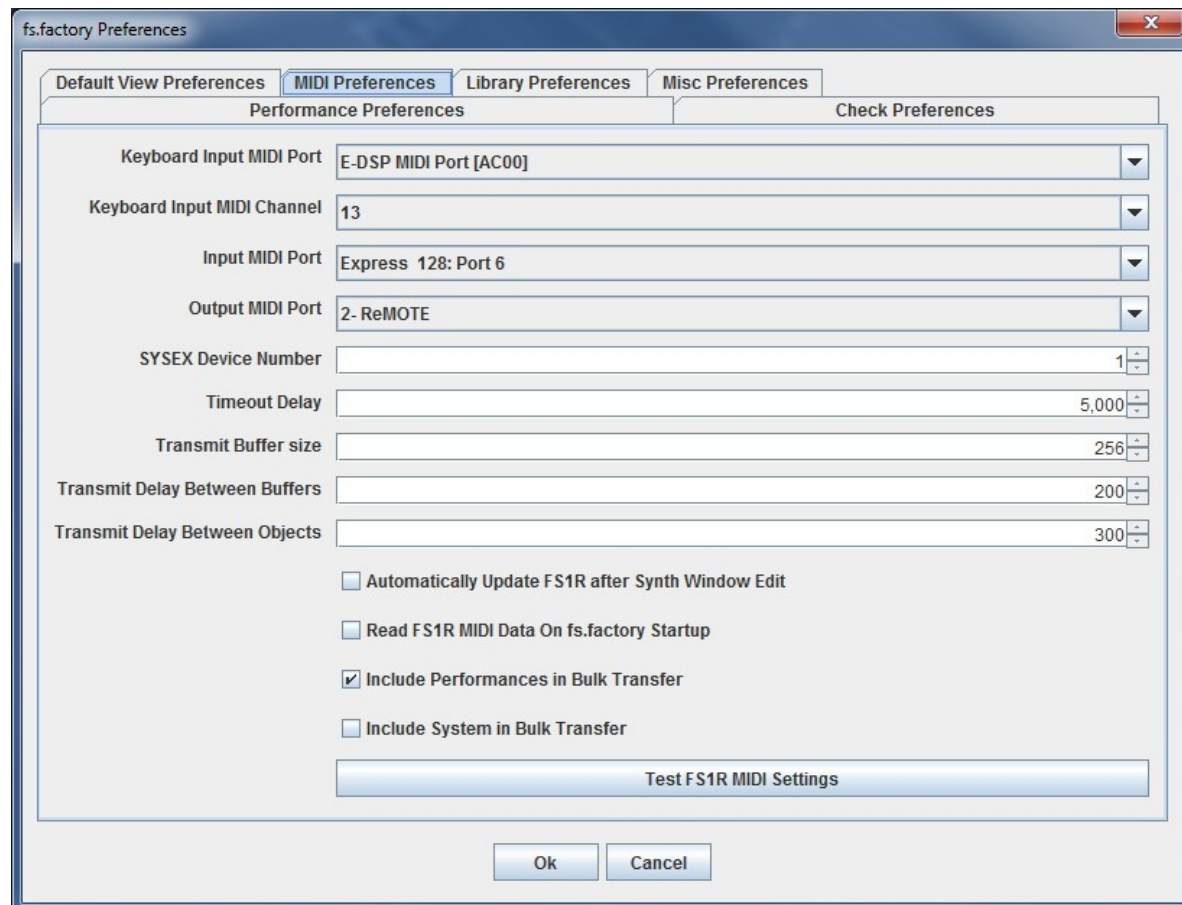 fs.factory Preferences
Default View Preferences MIDI Preferences Library Preferences Misc Preferences
Performance Preferences Check Preferences
Keyboard Input MIDI Port E-DSP MIDI Port [AC00]
Keyboard Input MIDI Channel 13
Input MIDI Port Express  128: Port 6
Output MIDI Port 2- ReMOTE
SYSEX Device Number 1
Timeout Delay 5,000
Transmit Buffer size 256
Transmit Delay Between Buffers 200
Transmit Delay Between Objects 300
Automatically Update FS1R after Synth Window Edit
Read FS1R MIDI Data On fs.factory Startup
Include Performances in Bulk Transfer
Include System in Bulk Transfer
Test FS1R MIDI Settings
Ok Cancel